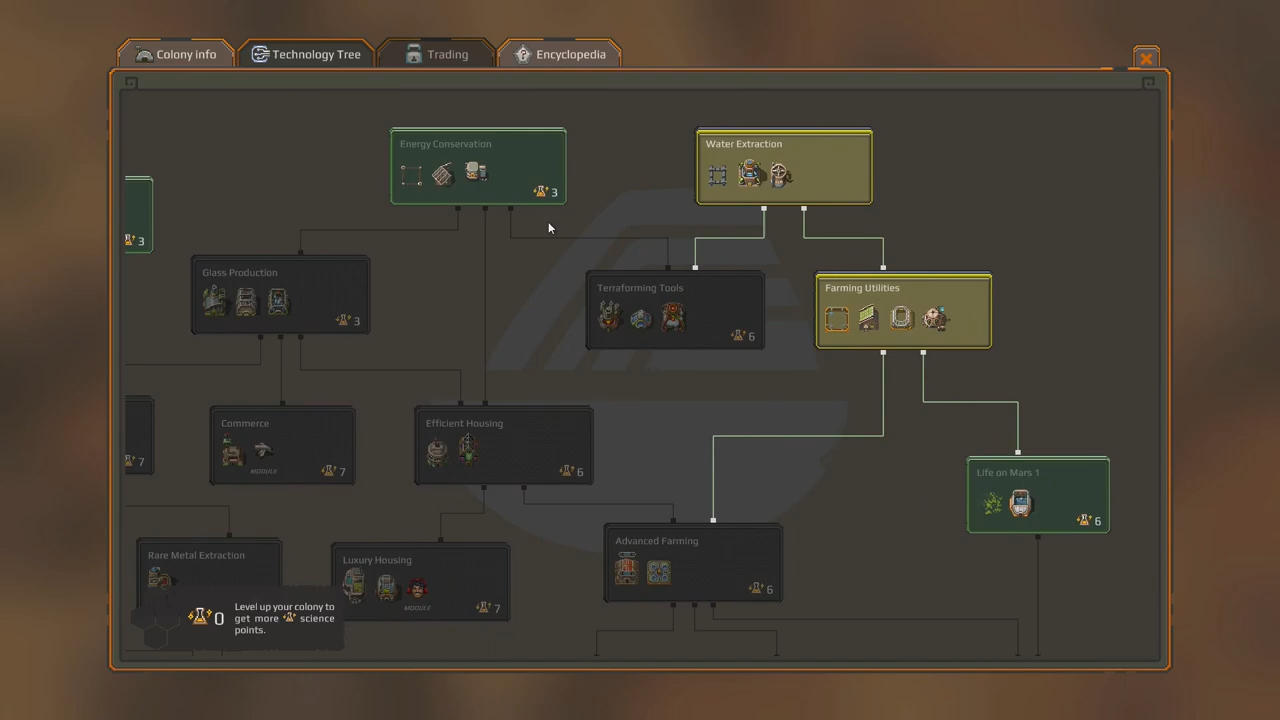 Colony info
Technology Tree
Trading
Encyclopedia
Energy Conservation
3
Water Extraction
3
Glass Production
3
Terraforming Tools
6
Farming Utilities
Commerce
MODULE
7
Efficient Housing
6
7
Life on Mars 1
6
Rare Metal Extraction
Luxury Housing
MODULE
7
Advanced Farming
6
0
Level up your colony to
get more science
points.